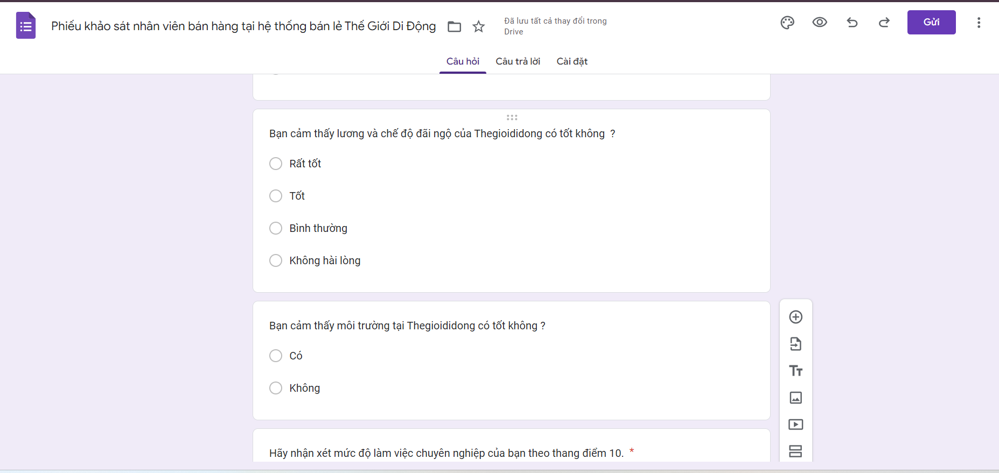 Phiếu khảo sát nhân viên bán hàng tại hệ thống bán lẻ Thế Giới Di Động
Đã lưu tất cả thay đổi trong
Drive
Gửi
Câu hỏi
Câu trả lời
Cài đặt
Bạn cảm thấy lương và chế độ đãi ngộ của Thegioididong có tốt không ?
Rất tốt
Tốt
Bình thường
Không hài lòng
Bạn cảm thấy môi trường tại Thegioididong có tốt không ?
Có
Không
Hãy nhận xét mức độ làm việc chuyên nghiệp của bạn theo thang điểm 10. *